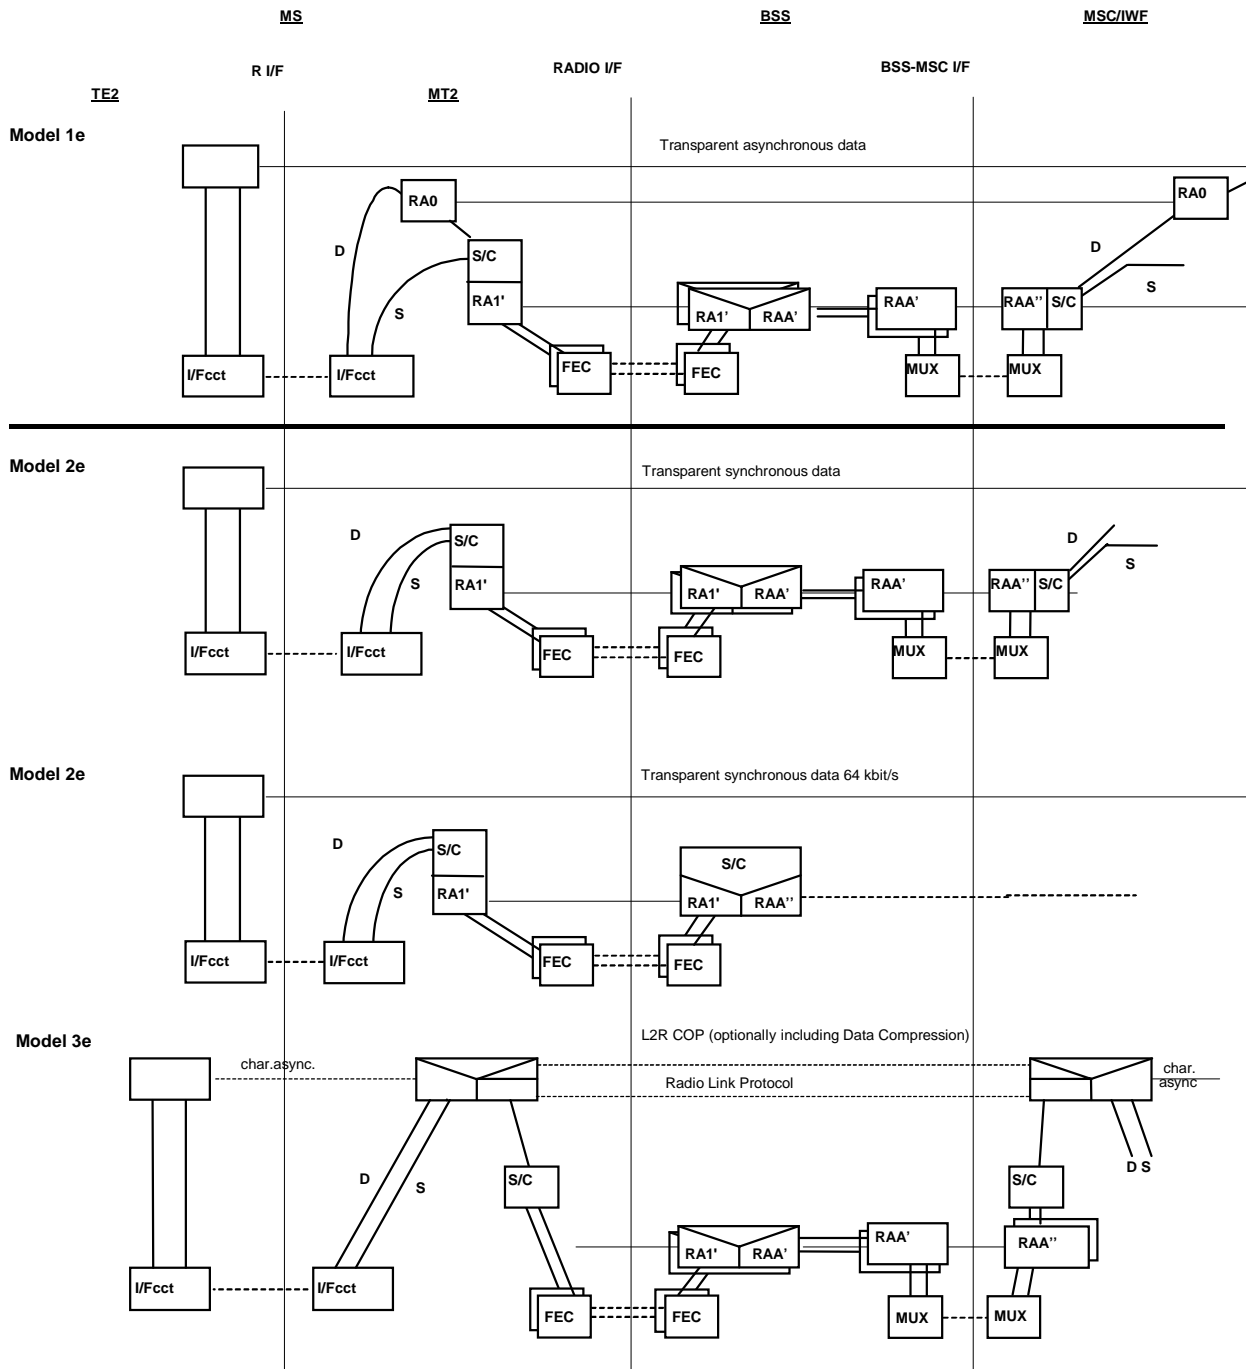 MS BSS MSC/IWF
R I/F RADIO I/F BSS-MSC I/F
TE2 MT2
Model 1e
Transparent asynchronous data
RA0 RA0
D S/C D
S RA1' RA1’ RAA’ RAA’ RAA’’ S/C S
I/Fcct I/Fcct FEC FEC MUX MUX
Model 2e
Transparent synchronous data
D S/C D
S RA1' RA1' RAA’ RAA’ RAA’’ S/C S
I/Fcct I/Fcct FEC FEC MUX MUX
Model 2e
Transparent synchronous data 64 kbit/s
D S/C S/C
S RA1' RA1' RAA’’
I/Fcct I/Fcct FEC FEC
Model 3e
L2R COP (optionally including Data Compression)
char.async. Radio Link Protocol char.
async
D S S/C S/C D S
RA1' RAA’ RAA’ RAA’’
I/Fcct I/Fcct FEC FEC MUX MUX